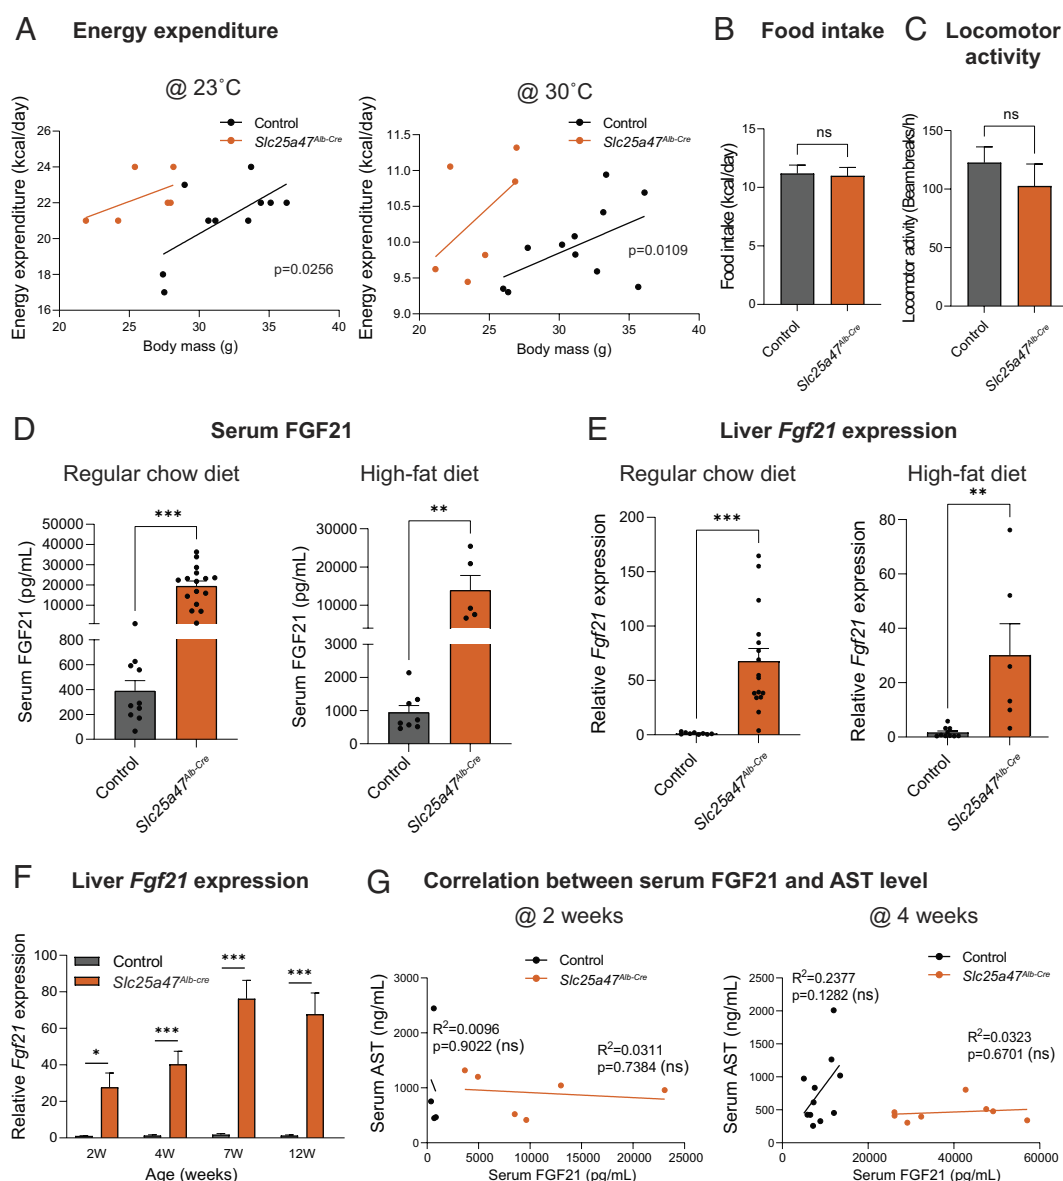 A Energy expenditure
@ 23˚C
Control
Slc25a47Alb-Cre
Energy exprenditure (kcal/day)
26
24
22
20
18
16
p=0.0256
20 25 30 35 40
Body mass (g)
@ 30˚C
Control
Slc25a47Alb-Cre
Energy exprenditure (kcal/day)
11.5
11.0
10.5
10.0
9.5
9.0
p=0.0109
20 25 30 35 40
Body mass (g)
B Food intake
ns
Food intake (kcal/day)
15
10
5
0
Control
Slc25a47Alb-Cre
C Locomotor
activity
ns
Locomotor activity (Beam breaks/h)
150
100
50
0
Control
Slc25a47Alb-Cre
D Serum FGF21
Regular chow diet
***
Serum FGF21 (pg/mL)
50000
40000
30000
20000
10000
800
600
400
200
0
Control
Slc25a47Alb-Cre
High-fat diet
**
Serum FGF21 (pg/mL)
30000
20000
10000
3000
2000
1000
0
Control
Slc25a47Alb-Cre
E Liver Fgf21 expression
Regular chow diet
***
Relative Fgf21 expression
200
150
100
50
0
Control
Slc25a47Alb-Cre
High-fat diet
**
Relative Fgf21 expression
80
60
40
20
0
Control
Slc25a47Alb-Cre
F Liver Fgf21 expression
Control
Slc25a47Alb-cre
Relative Fgf21 expression
100
80
60
40
20
0
*
***
***
***
2W 4W 7W 12W
Age (weeks)
G Correlation between serum FGF21 and AST level
@ 2 weeks
Control
Slc25a47Alb-Cre
Serum AST (ng/mL)
3000
2000
1000
0
R2=0.0096
p=0.9022 (ns)
R2=0.0311
p=0.7384 (ns)
0 5000 10000 15000 20000 25000
Serum FGF21 (pg/mL)
@ 4 weeks
Control
Slc25a47Alb-Cre
Serum AST (ng/mL)
2500
2000
1500
1000
500
0
R2=0.2377
p=0.1282 (ns)
R2=0.0323
p=0.6701 (ns)
0 20000 40000 60000
Serum FGF21 (pg/mL)